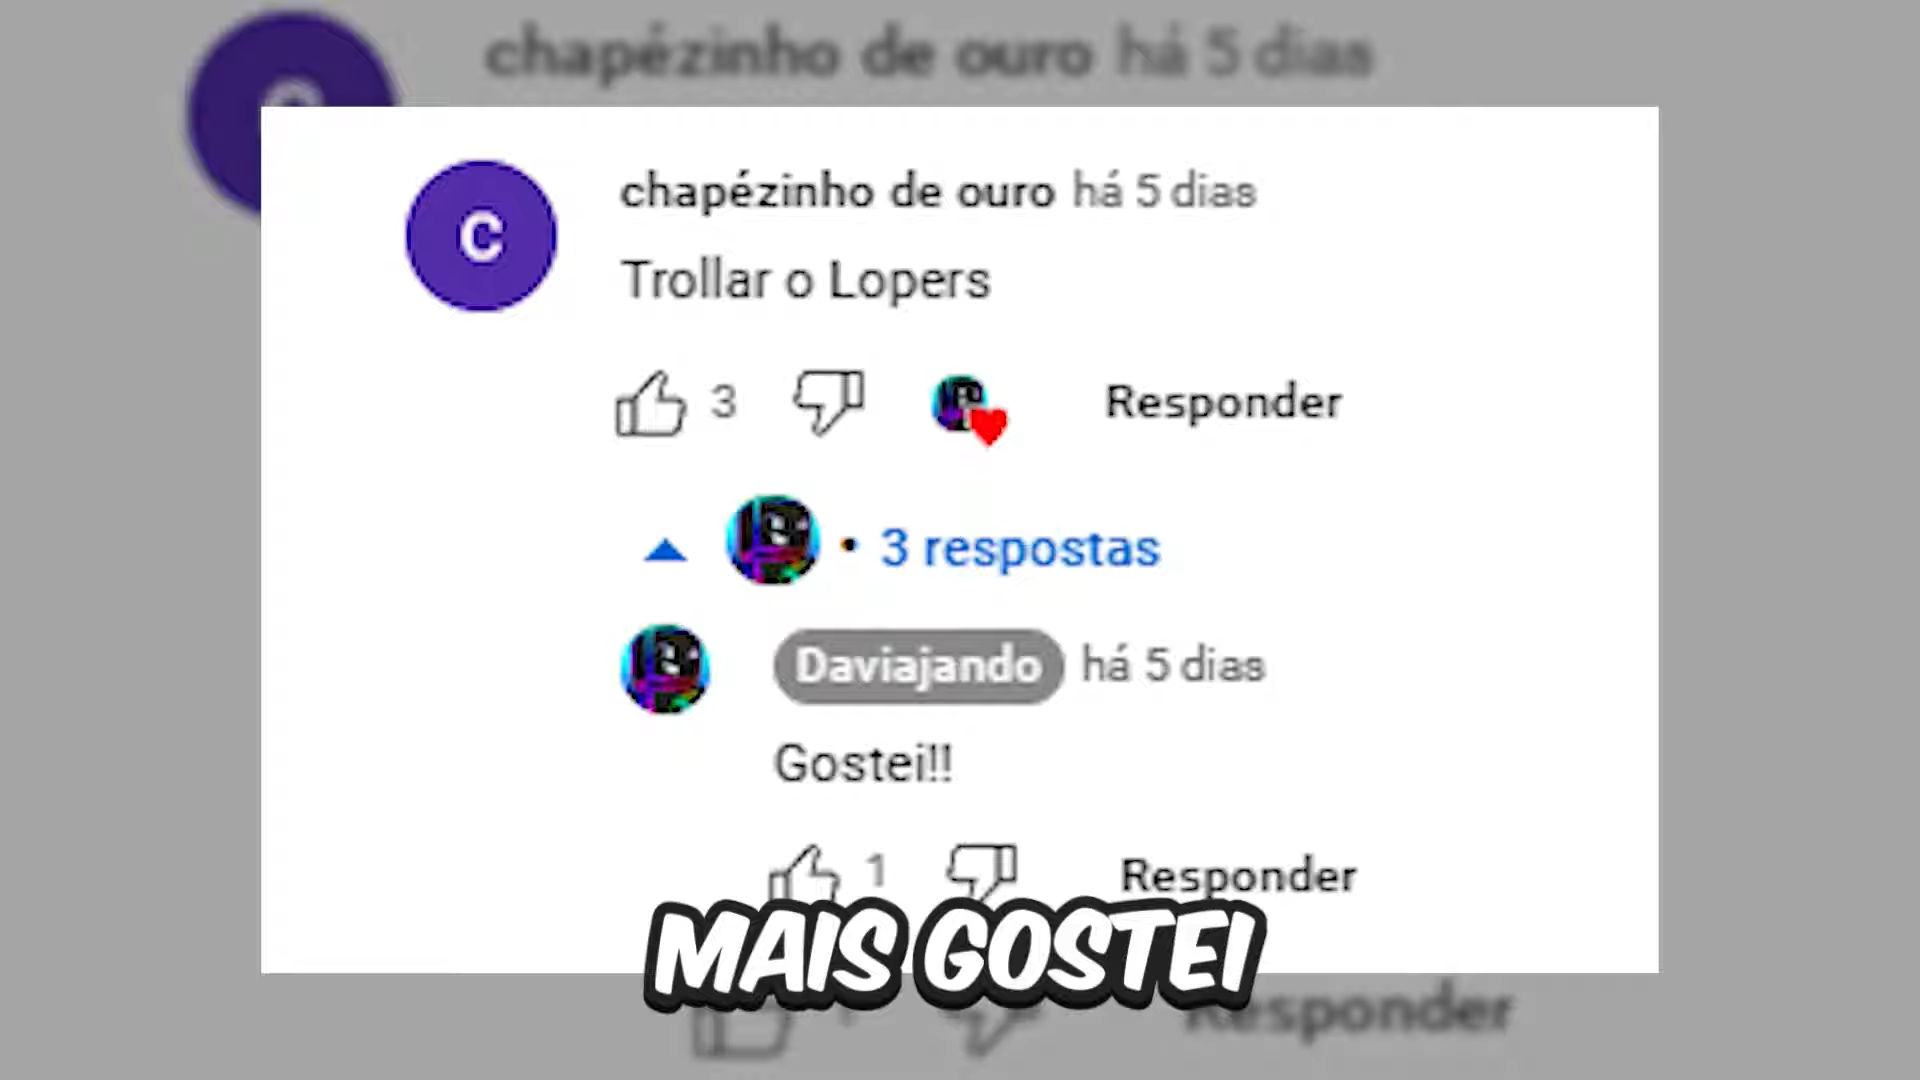 chapézinho de ouro há 5 dias
C
chapézinho de ouro há 5 dias
Trollar o Lopers
3
Responder
• 3 respostas
Daviajando há 5 dias
Gostei!!
1
Responder
MAIS GOSTEI
Responder